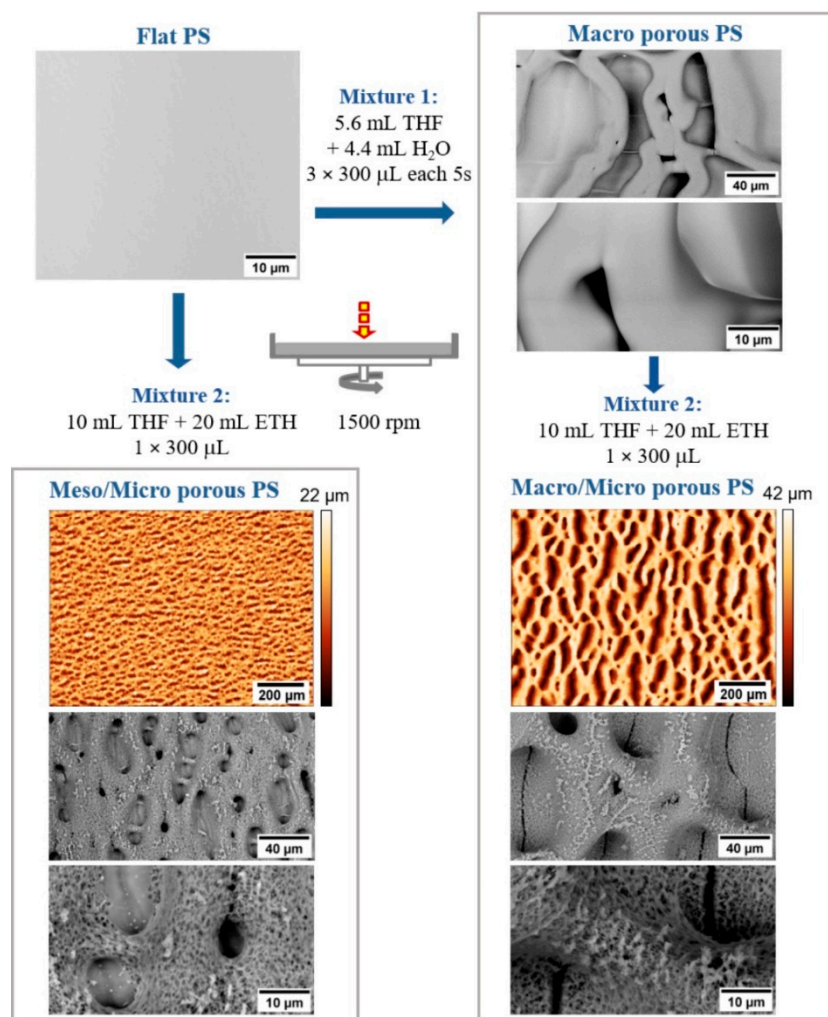 Flat PS
10 µm
Mixture 1:
5.6 mL THF
+ 4.4 mL H₂O
3 × 300 µL each 5s
Macro porous PS
40 µm
10 µm
Mixture 2:
10 mL THF + 20 mL ETH
1 × 300 µL
1500 rpm
Mixture 2:
10 mL THF + 20 mL ETH
1 × 300 µL
Meso/Micro porous PS
22 µm
200 µm
40 µm
10 µm
Macro/Micro porous PS
42 µm
200 µm
40 µm
10 µm